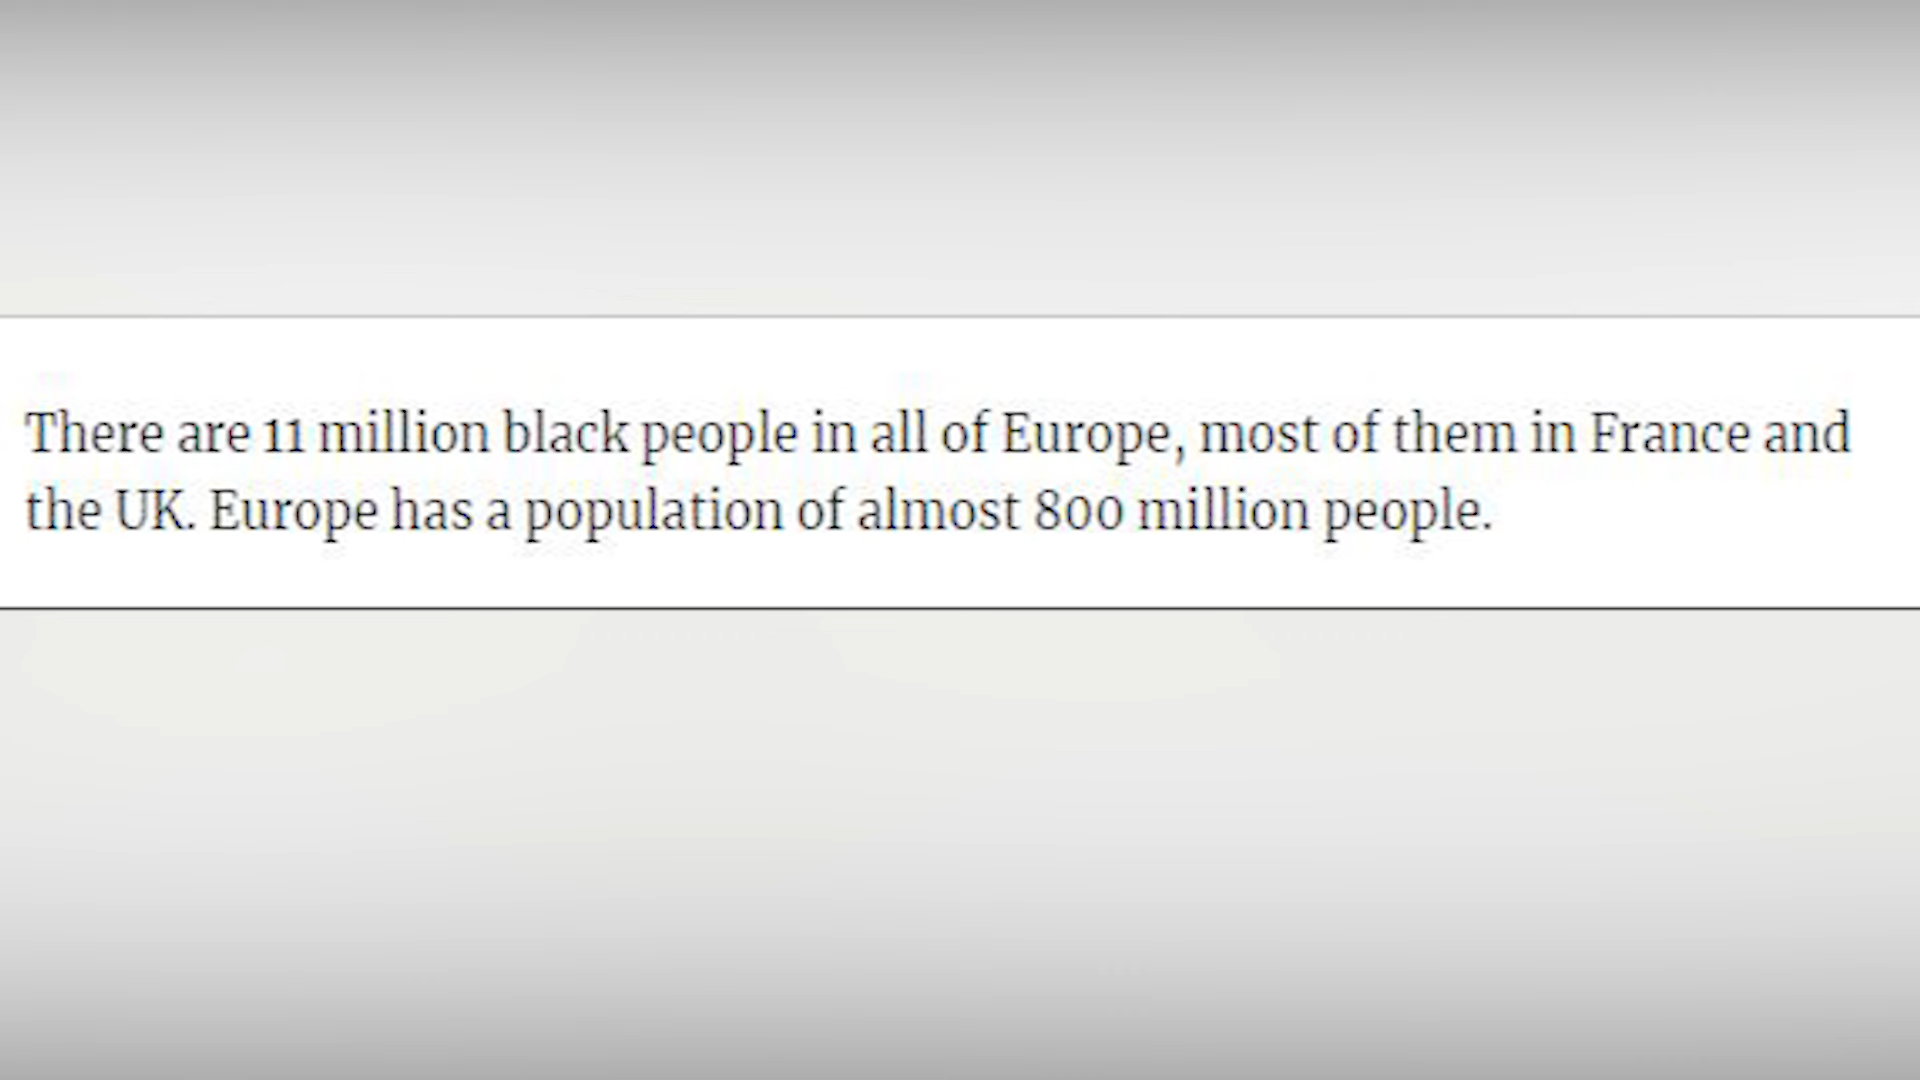 There are 11 million black people in all of Europe, most of them in France and
the UK. Europe has a population of almost 800 million people.